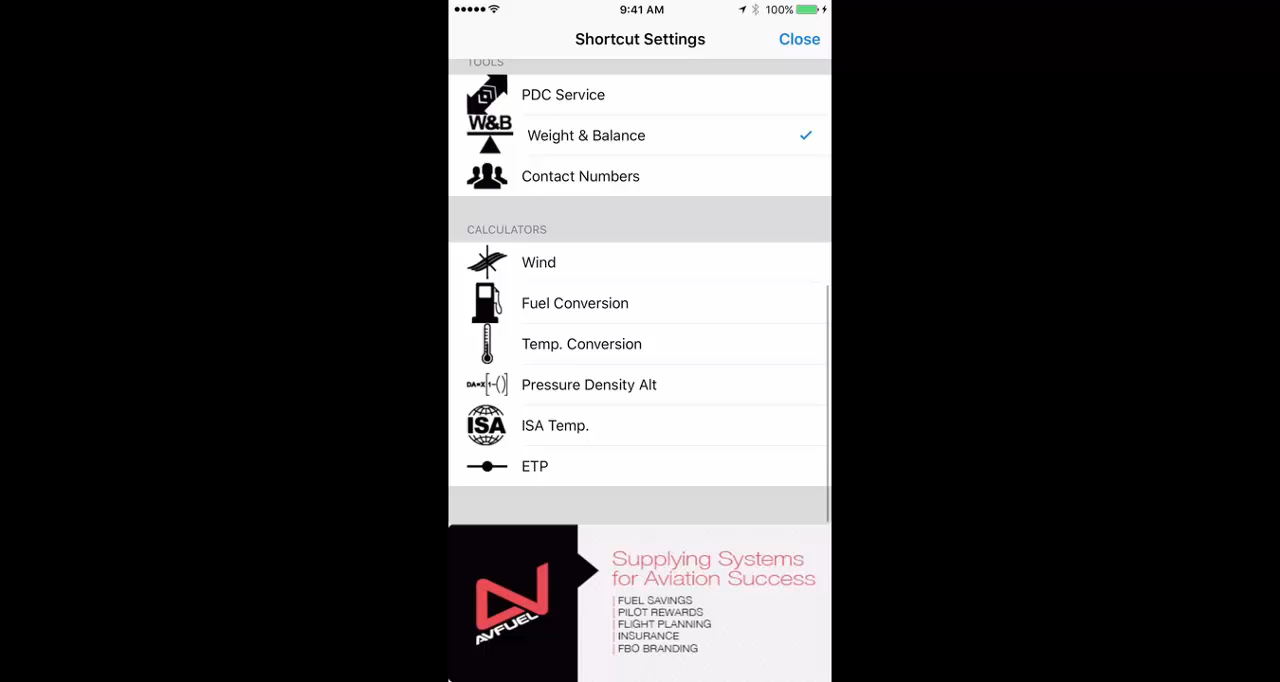 9:41 AM 100%
Shortcut Settings Close
TOOLS
PDC Service
W&B Weight & Balance
Contact Numbers
CALCULATORS
Wind
Fuel Conversion
Temp. Conversion
DA=X[1-()] Pressure Density Alt
ISA ISA Temp.
ETP
AVFUEL
Supplying Systems
for Aviation Success
FUEL SAVINGS
PILOT REWARDS
FLIGHT PLANNING
INSURANCE
FBO BRANDING